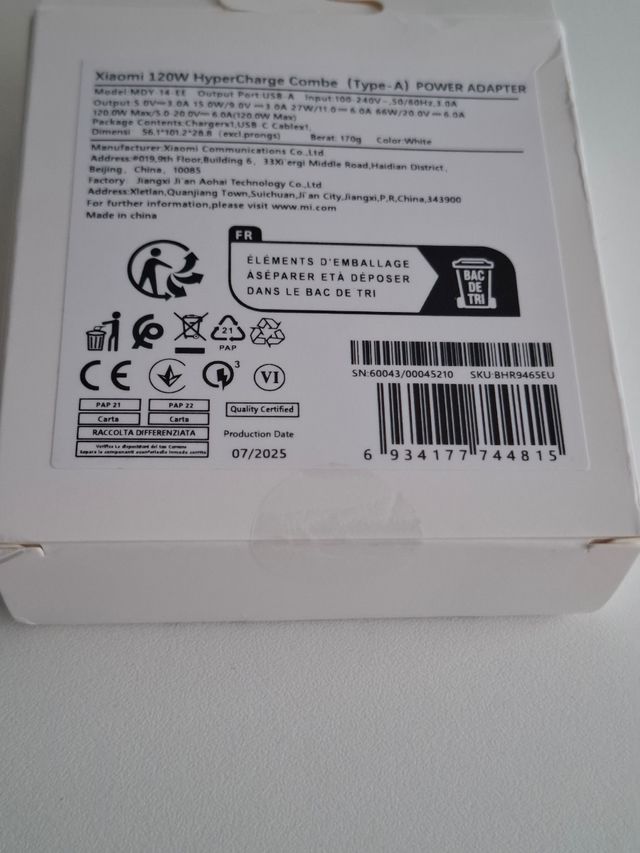 Xiaomi 120W HyperCharge Combe (Type-A) POWER ADAPTER
Model:MDY-14-EE Output Port:USB-A Input:100-240V~,50/60Hz,3.0A
Output:5.0V⎓3.0A 15.0W/9.0V⎓3.0A 27W/11.0⎓6.0A 66W/20.0V⎓6.0A
120.0W Max/5.0-20.0V⎓6.0A(120.0W Max)
Package Contents:Chargerx1,USB-C Cablex1,
Dimensi 56.1*101.2*28.8 (excl.prongs) Berat: 170g Color:White
Manufacturer:Xiaomi Communications Co.,Ltd
Address:#019,9th Floor,Building 6, 33Xi ergi Middle Road,Haidian District,
Beijing, China, 10085
Factory Jiangxi Ji an Aohai Technology Co.,Ltd
Address:Xletlan,Quanjiang Town,Suichuan,Ji an City,Jiangxi,P,R,China,343900
For further information,please visit www.mi.com
Made in china
FR
ÉLÉMENTS D'EMBALLAGE
ÀSÉPARER ETÀ DÉPOSER
DANS LE BAC DE TRI
BAC
DE
TRI
21
PAP
CE
3
VI
SN:60043/00045210 SKU:BHR9465EU
PAP 21 PAP 22
Carta Carta
RACCOLTA DIFFERENZIATA
Verifica Le disposizioni del tuo Comune
Quality Certified
Production Date
07/2025
6 934177 744815